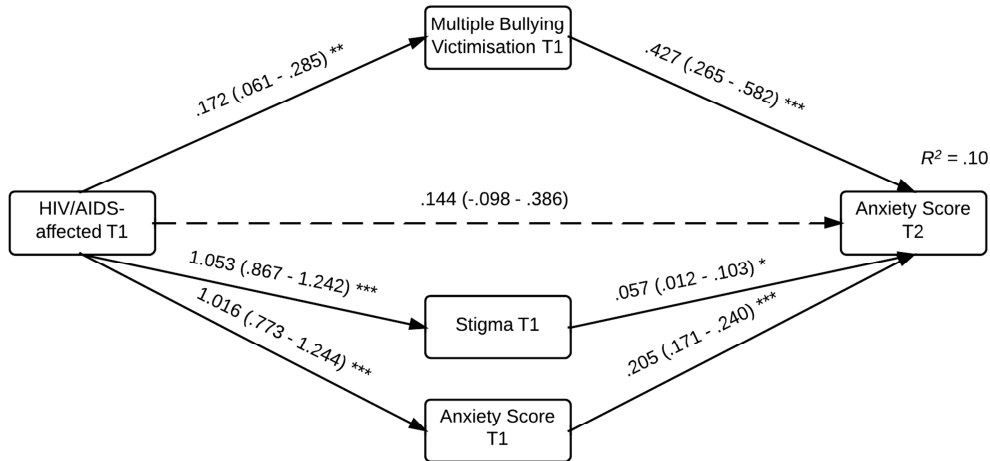 Multiple Bullying
Victimisation T1
.172 (.061 - .285) **
.427 (.265 - .582) ***
R² = .10
HIV/AIDS-
affected T1
.144 (-.098 - .386)
Anxiety Score
T2
1.053 (.867 - 1.242) ***
.057 (.012 - .103) *
Stigma T1
1.016 (.773 - 1.244) ***
.205 (.171 - .240) ***
Anxiety Score
T1